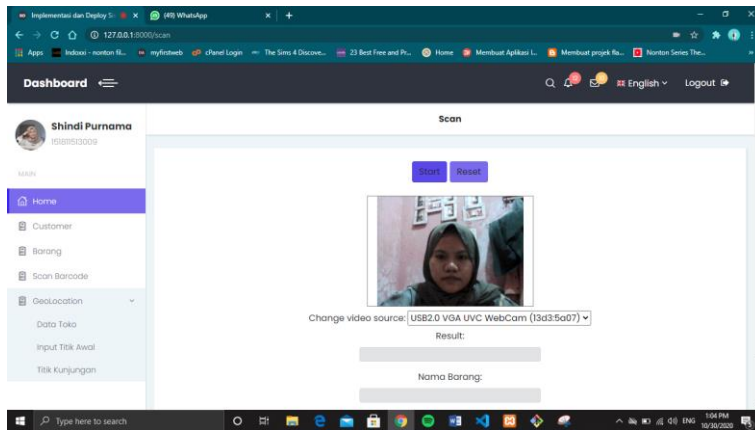 Implementasi dan Deploy S
(49) WhatsApp
127.0.0.1:8000/scan
Apps
Indoxxi - nonton fil...
myfirstweb
cPanel Login
The Sims 4 Discove...
23 Best Free and Pr...
Home
Membuat Aplikasi L...
Membuat projek fla...
Nonton Series The...
Dashboard
English
Logout
Shindi Purnama
151811513009
Scan
MAIN
Start
Reset
Home
Customer
Barang
Scan Barcode
GeoLocation
Data Toko
Input Titik Awal
Titik Kunjungan
Change video source: USB2.0 VGA UVC WebCam (13d3:5a07)
Result:
Nama Barang:
Type here to search
ENG
1:04 PM
10/30/2020